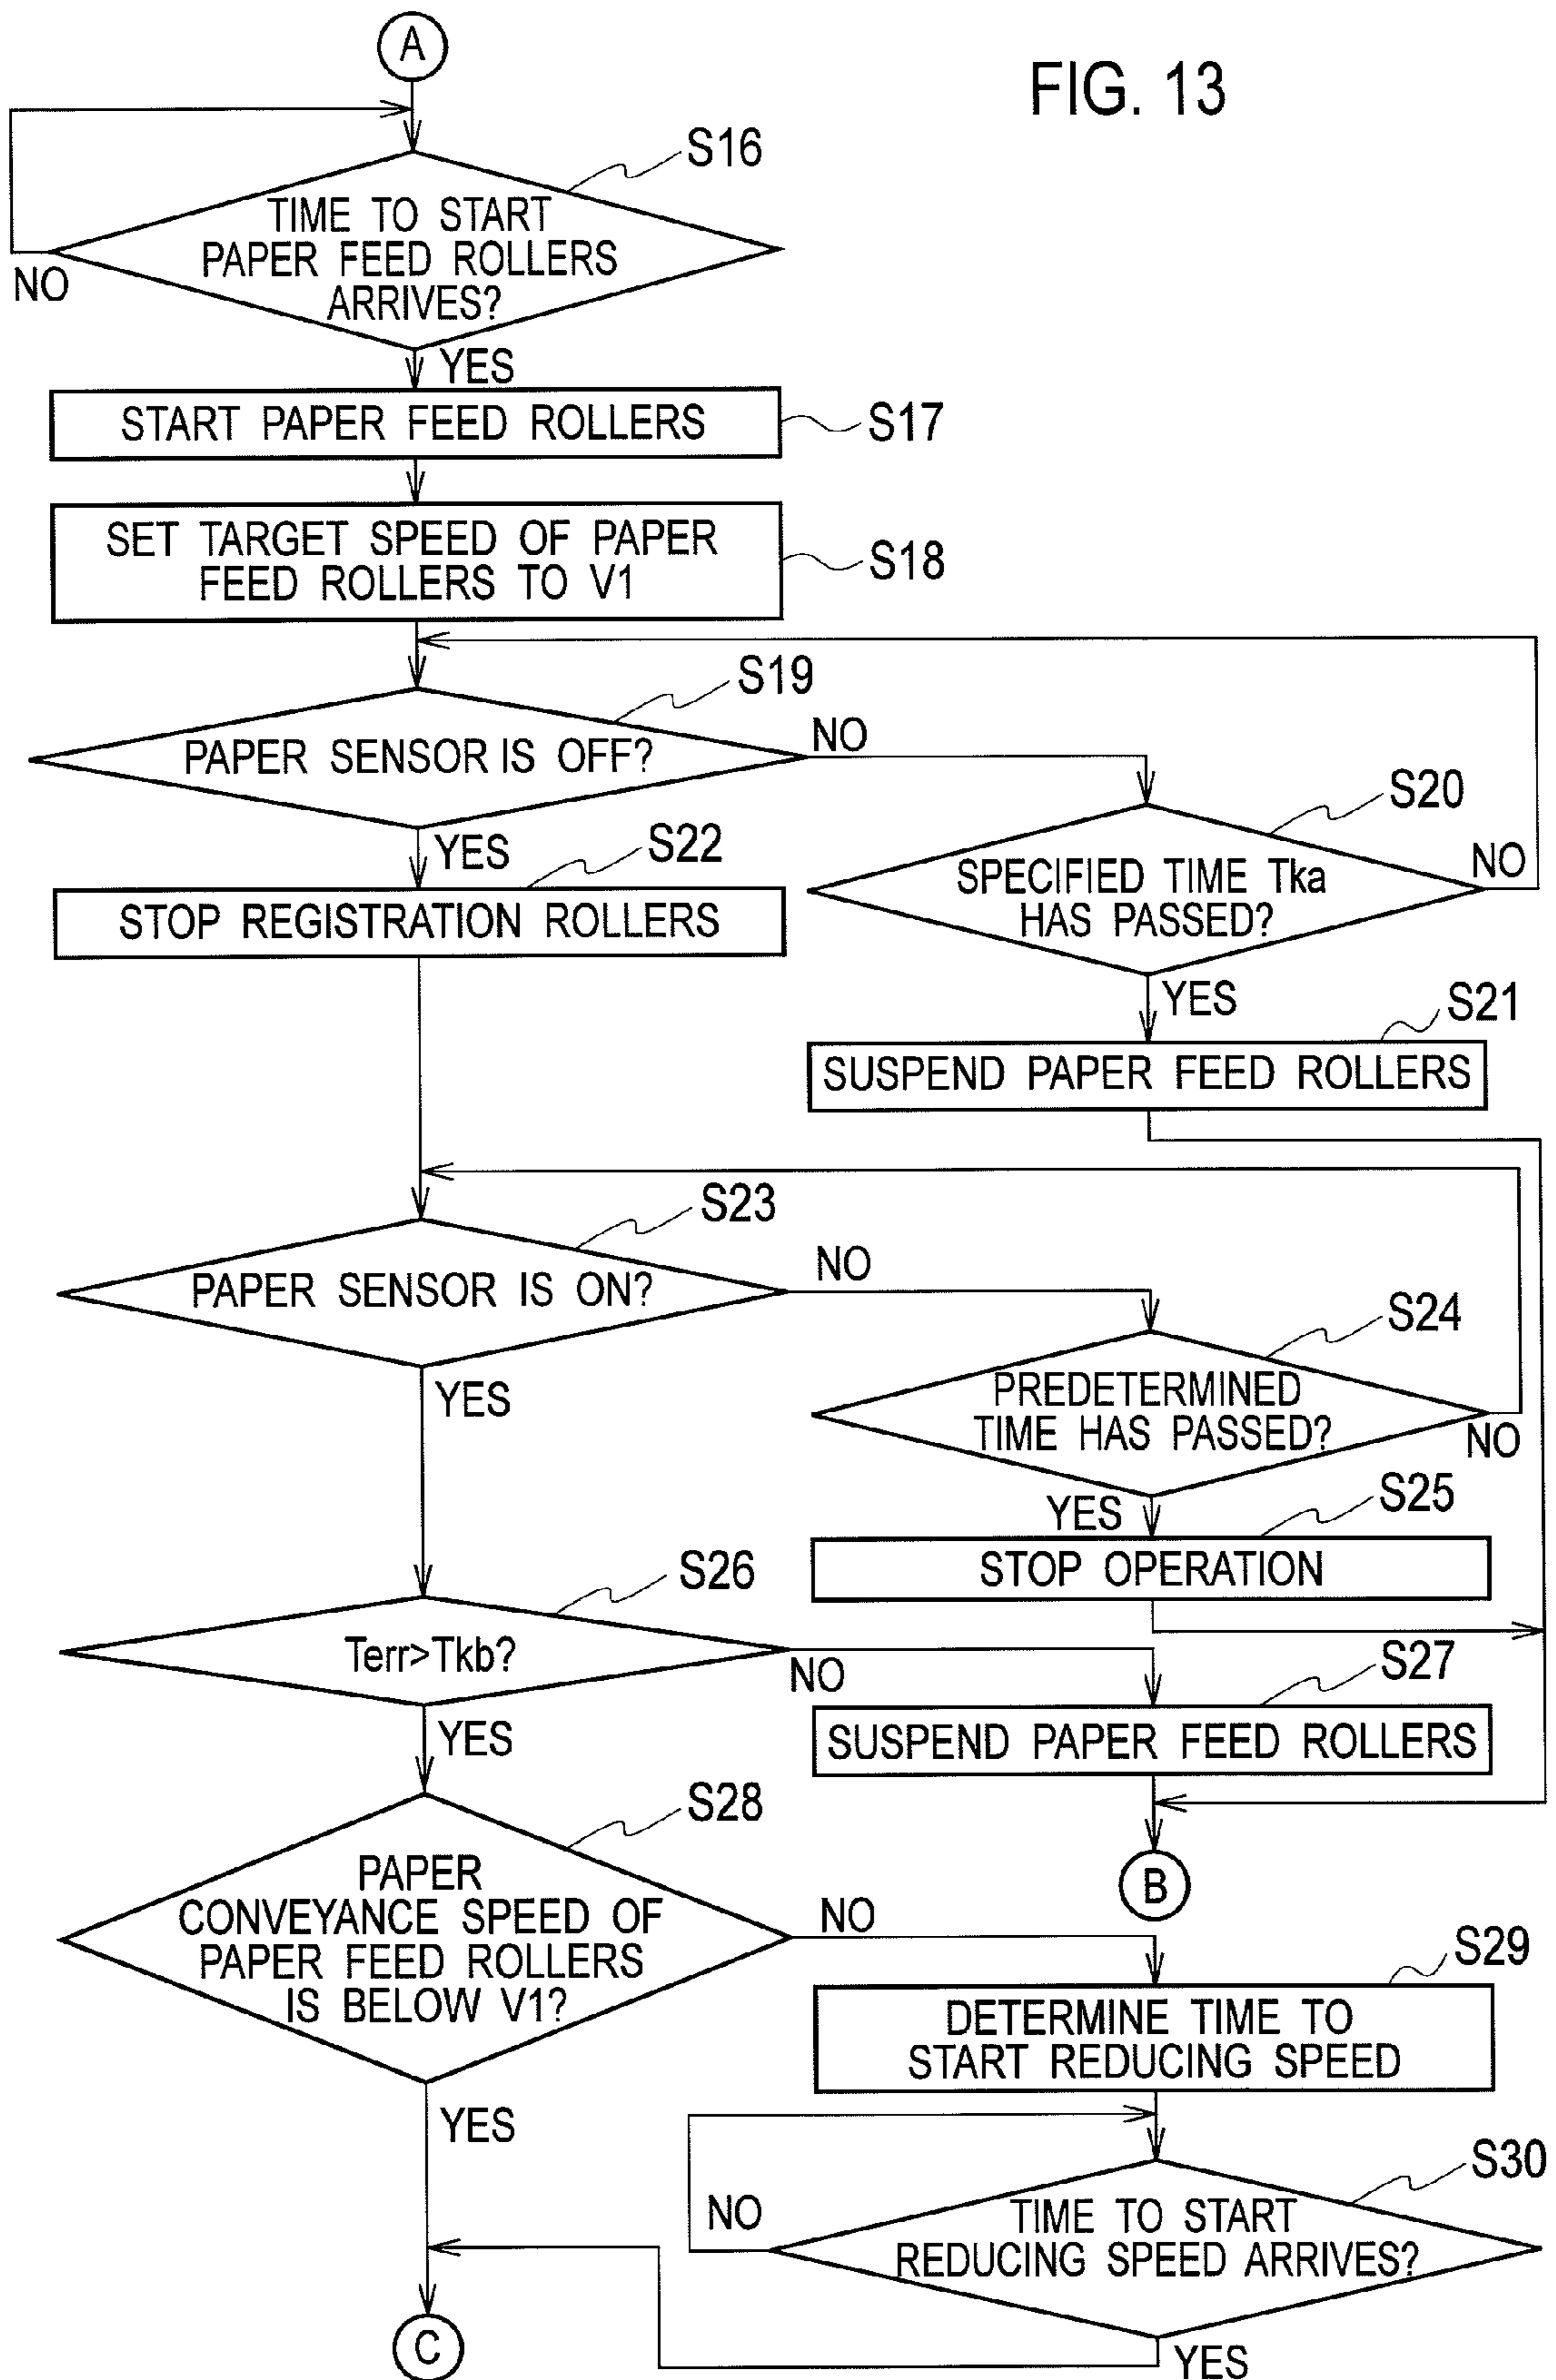 A
FIG. 13
S16
TIME TO START
PAPER FEED ROLLERS
ARRIVES?
NO
YES
START PAPER FEED ROLLERS
S17
SET TARGET SPEED OF PAPER
FEED ROLLERS TO V1
S18
S19
PAPER SENSOR IS OFF?
NO
YES
S20
SPECIFIED TIME Tka
HAS PASSED?
NO
YES
S22
STOP REGISTRATION ROLLERS
S21
SUSPEND PAPER FEED ROLLERS
S23
PAPER SENSOR IS ON?
NO
YES
S24
PREDETERMINED
TIME HAS PASSED?
NO
YES
S25
STOP OPERATION
S26
Terr>Tkb?
NO
YES
S27
SUSPEND PAPER FEED ROLLERS
B
S28
PAPER
CONVEYANCE SPEED OF
PAPER FEED ROLLERS
IS BELOW V1?
NO
YES
S29
DETERMINE TIME TO
START REDUCING SPEED
S30
TIME TO START
REDUCING SPEED ARRIVES?
NO
YES
C